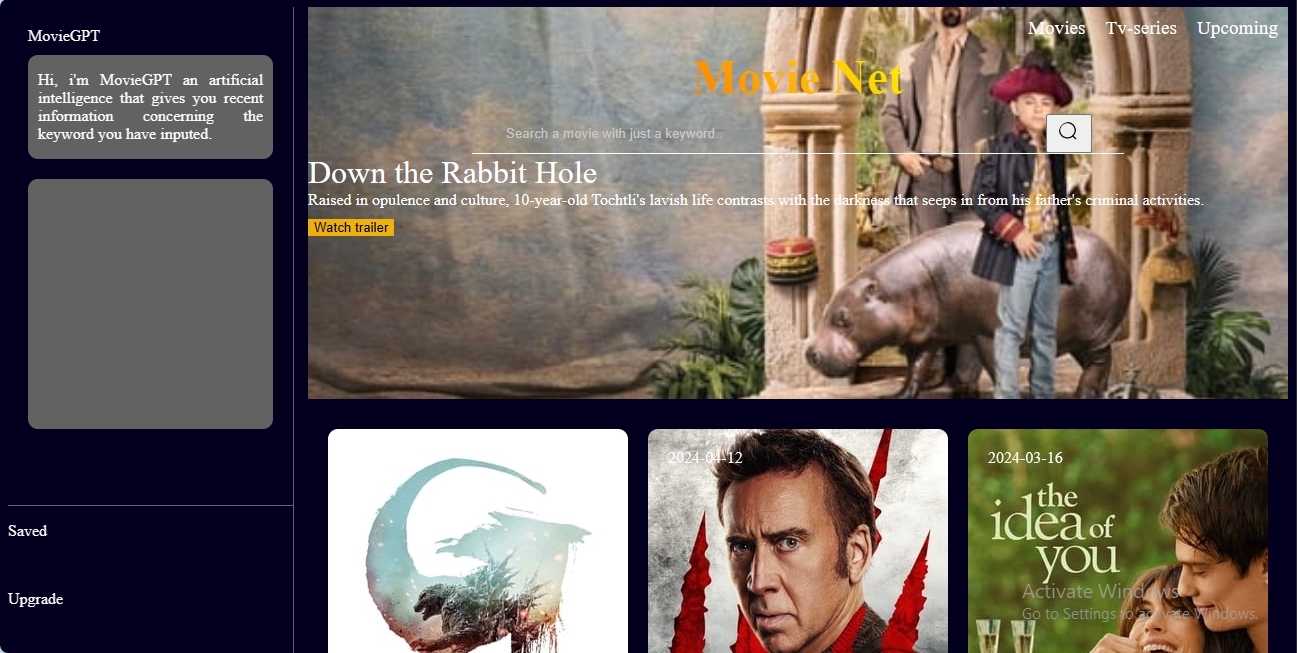 MovieGPT
Hi, i'm MovieGPT an artificial
intelligence that gives you recent
information concerning the
keyword you have inputed.
Saved
Upgrade
Movies Tv-series Upcoming
Movie Net
Search a movie with just a keyword..
Down the Rabbit Hole
Raised in opulence and culture, 10-year-old Tochtli's lavish life contrasts with the darkness that seeps in from his father's criminal activities.
Watch trailer
2024-04-12
2024-03-16
the
idea of
you
Activate Windows
Go to Settings to activate Windows.